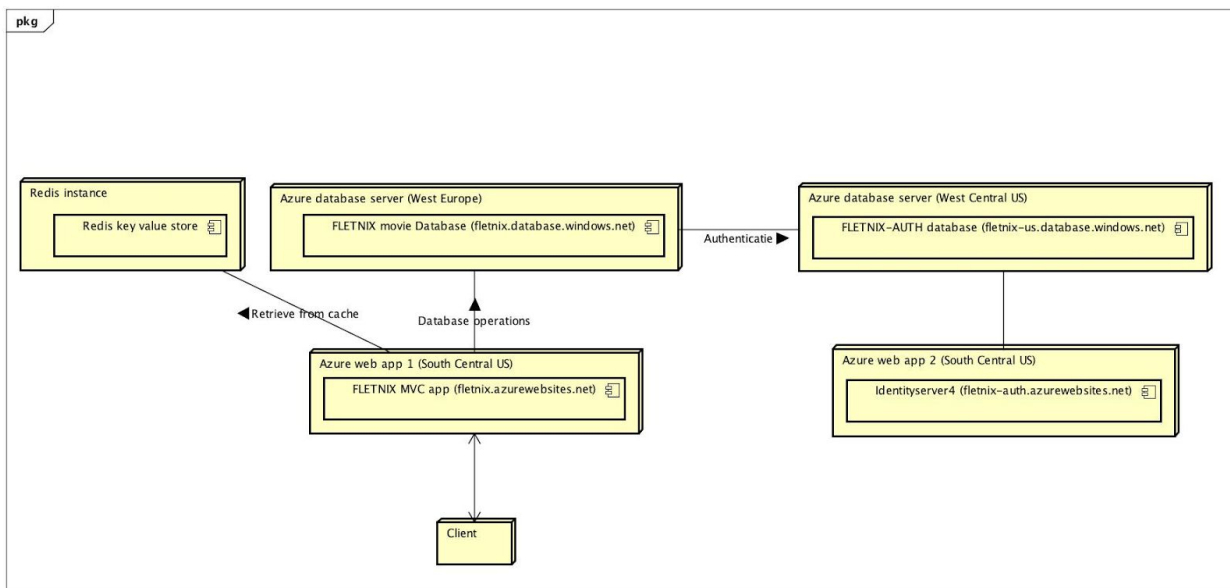 pkg
Redis instance
Redis key value store
Azure database server (West Europe)
FLETNIX movie Database (fletnix.database.windows.net)
Authenticatie
Azure database server (West Central US)
FLETNIX-AUTH database (fletnix-us.database.windows.net)
Retrieve from cache
Database operations
Azure web app 1 (South Central US)
FLETNIX MVC app (fletnix.azurewebsites.net)
Azure web app 2 (South Central US)
Identityserver4 (fletnix-auth.azurewebsites.net)
Client